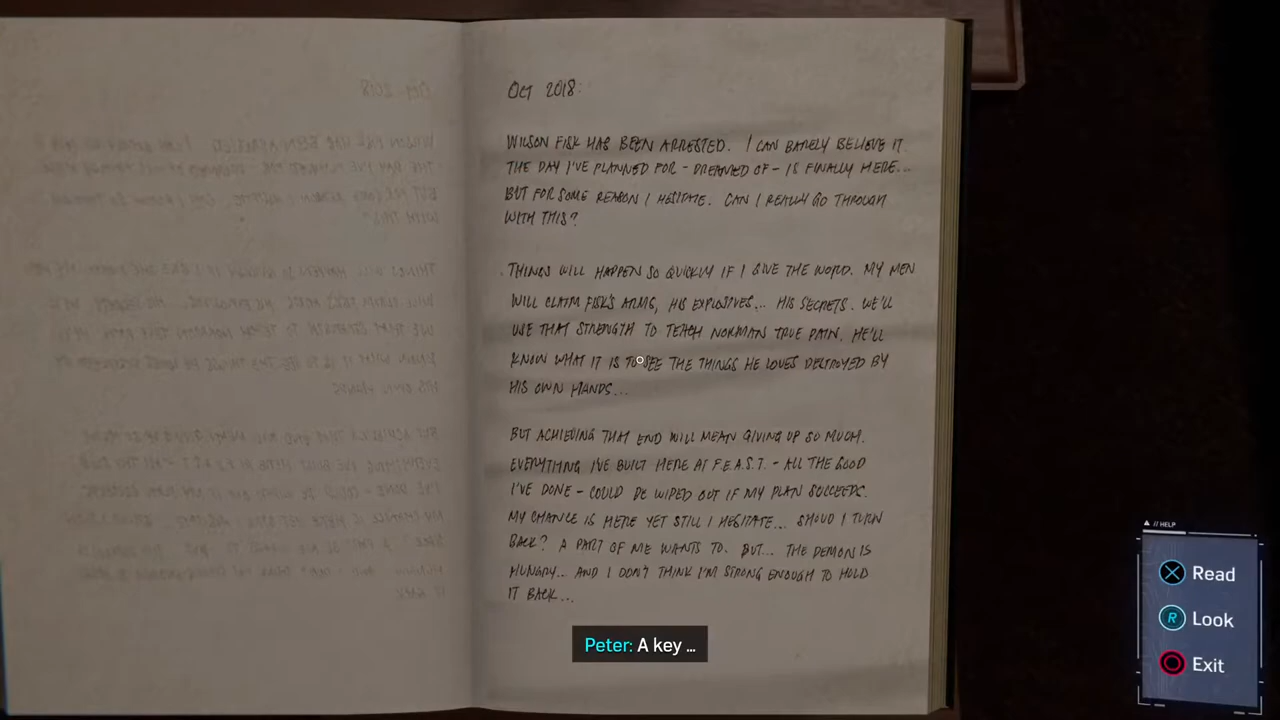 OCT 2018:
WILSON FISK HAS BEEN ARRESTED. I CAN BARELY BELIEVE IT.
THE DAY I'VE PLANNED FOR - DREAMED OF - IS FINALLY HERE...
BUT FOR SOME REASON I HESITATE. CAN I REALLY GO THROUGH
WITH THIS?
THINGS WILL HAPPEN SO QUICKLY IF I GIVE THE WORD. MY MEN
WILL CLAIM FISK'S ARMS, HIS EXPLOSIVES... HIS SECRETS. WE'LL
USE THAT STRENGTH TO TEACH NORMAN TRUE PAIN. HE'LL
KNOW WHAT IT IS TO SEE THE THINGS HE LOVES DESTROYED BY
HIS OWN HANDS...
BUT ACHIEVING THAT END WILL MEAN GIVING UP SO MUCH.
EVERYTHING I'VE BUILT HERE AT F.E.A.S.T. - ALL THE GOOD
I'VE DONE - COULD BE WIPED OUT IF MY PLAN SUCCEEDS.
MY CHANCE IS HERE YET STILL I HESITATE... SHOULD I TURN
BACK? A PART OF ME WANTS TO. BUT... THE DEMON IS
HUNGRY... AND I DON'T THINK I'M STRONG ENOUGH TO HOLD
IT BACK...
Peter: A key ...
// HELP
Read
R Look
Exit